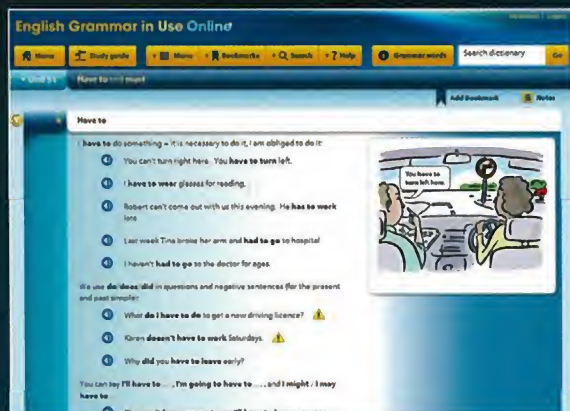 English Grammar in Use Online
Home Study guide Menu Bookmarks Search ? Help Grammar words Search dictionary Go
Have to and must
Add Bookmark Notes
Have to
I have to do something = it is necessary to do it, I am obliged to do it:
You can't turn right here. You have to turn left.
I have to wear glasses for reading.
Robert can't come out with us this evening. He has to work
late.
Last week Tina broke her arm and had to go to hospital.
I haven't had to go to the doctor for ages.
You have to
turn left here.
We use do/does/did in questions and negative sentences (for the present
and past simple):
What do I have to do to get a new driving licence?
Karen doesn't have to work Saturdays.
Why did you have to leave early?
You can say I'll have to ... , I'm going to have to ... , and I might / I may
have to